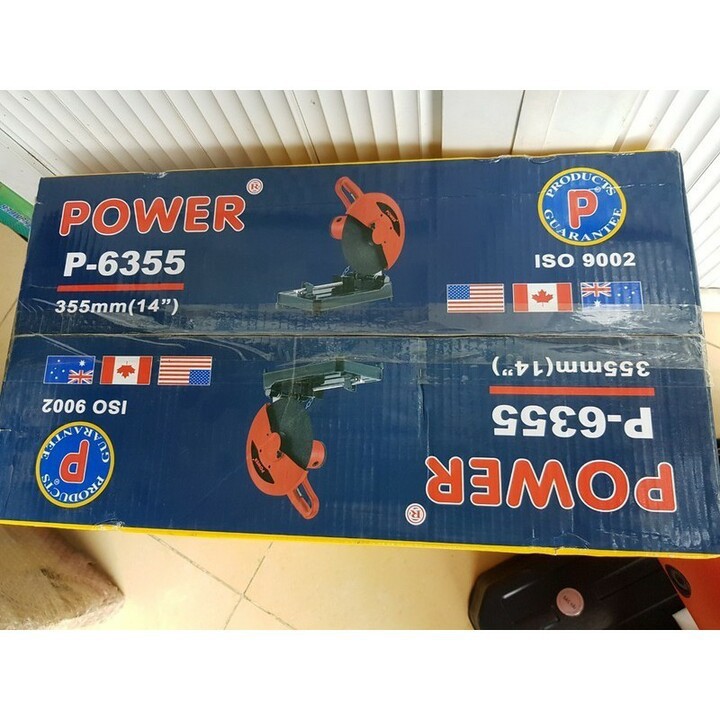 POWER®
P-6355
355mm(14")
PRODUCTS GUARANTEE
P®
ISO 9002
355mm(14")
P-6355
POWER®
ISO 9002
PRODUCTS GUARANTEE
P®